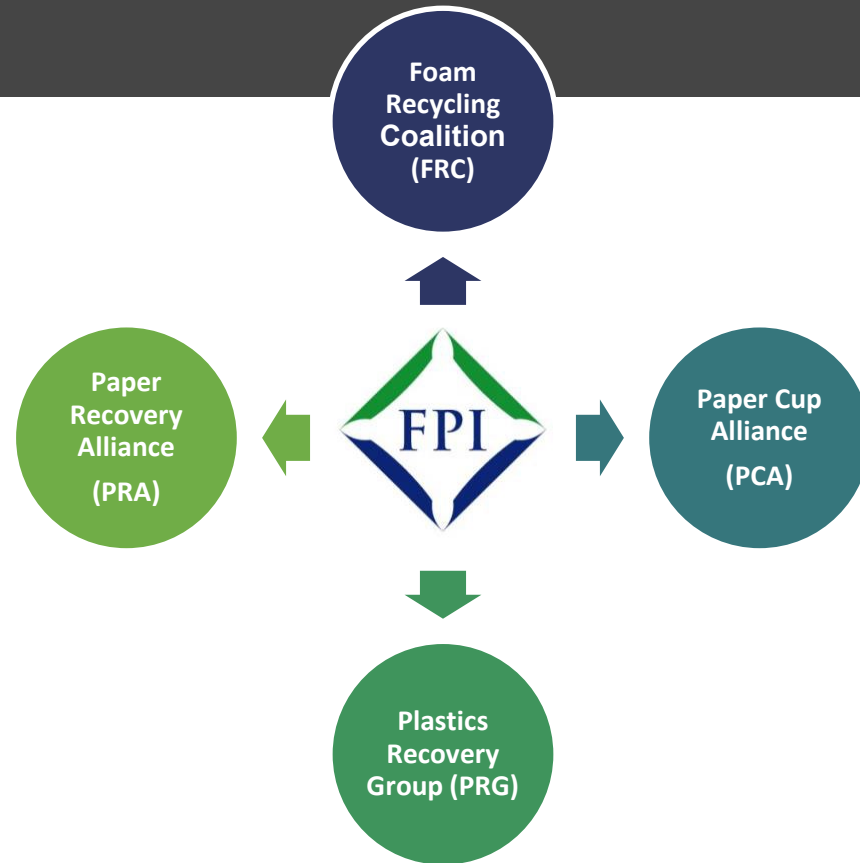 Foam
Recycling
Coalition
(FRC)
Paper
Recovery
Alliance
(PRA)
FPI
Paper Cup
Alliance
(PCA)
Plastics
Recovery
Group (PRG)